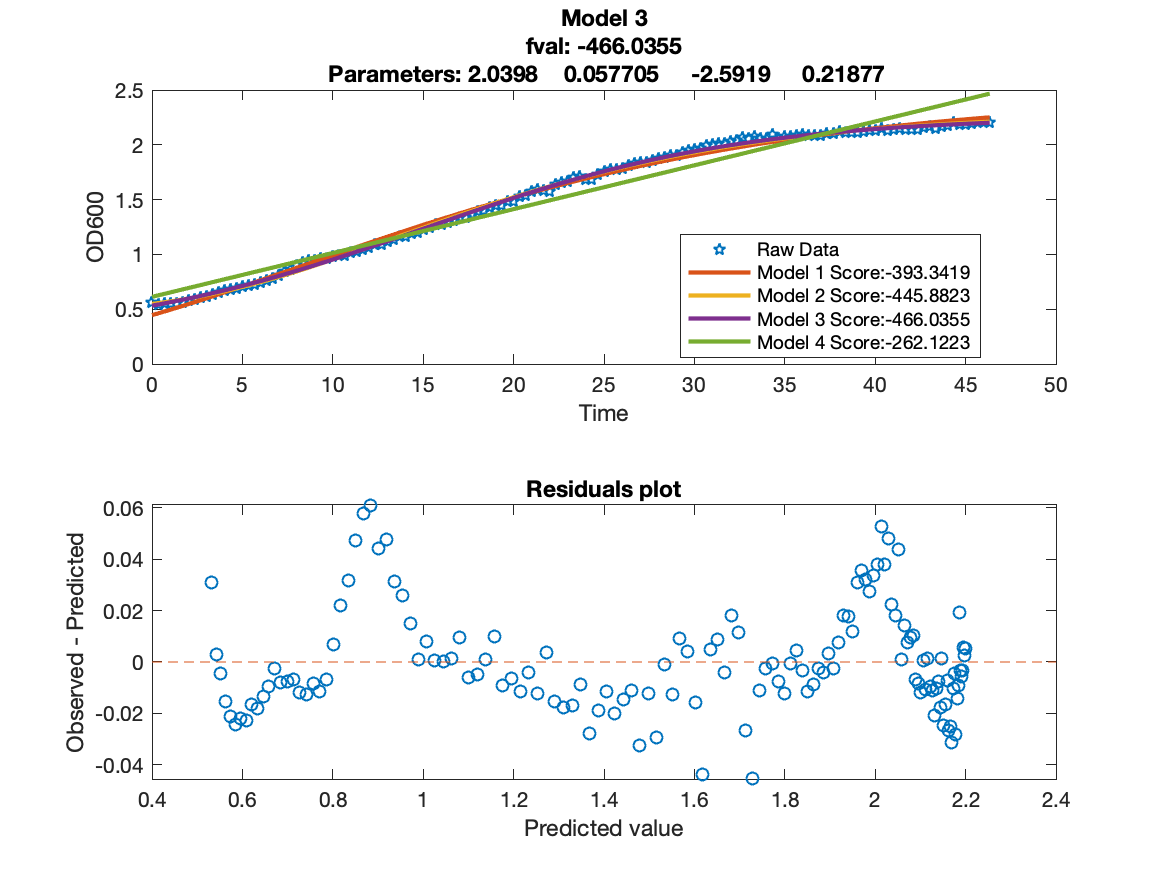 Model 3
fval: -466.0355
Parameters: 2.0398 0.057705 -2.5919 0.21877
2.5
2
1.5
1
0.5
0
OD600
Raw Data
Model 1 Score:-393.3419
Model 2 Score:-445.8823
Model 3 Score:-466.0355
Model 4 Score:-262.1223
0 5 10 15 20 25 30 35 40 45 50
Time
Residuals plot
0.06
0.04
0.02
0
-0.02
-0.04
Observed - Predicted
0.4 0.6 0.8 1 1.2 1.4 1.6 1.8 2 2.2 2.4
Predicted value